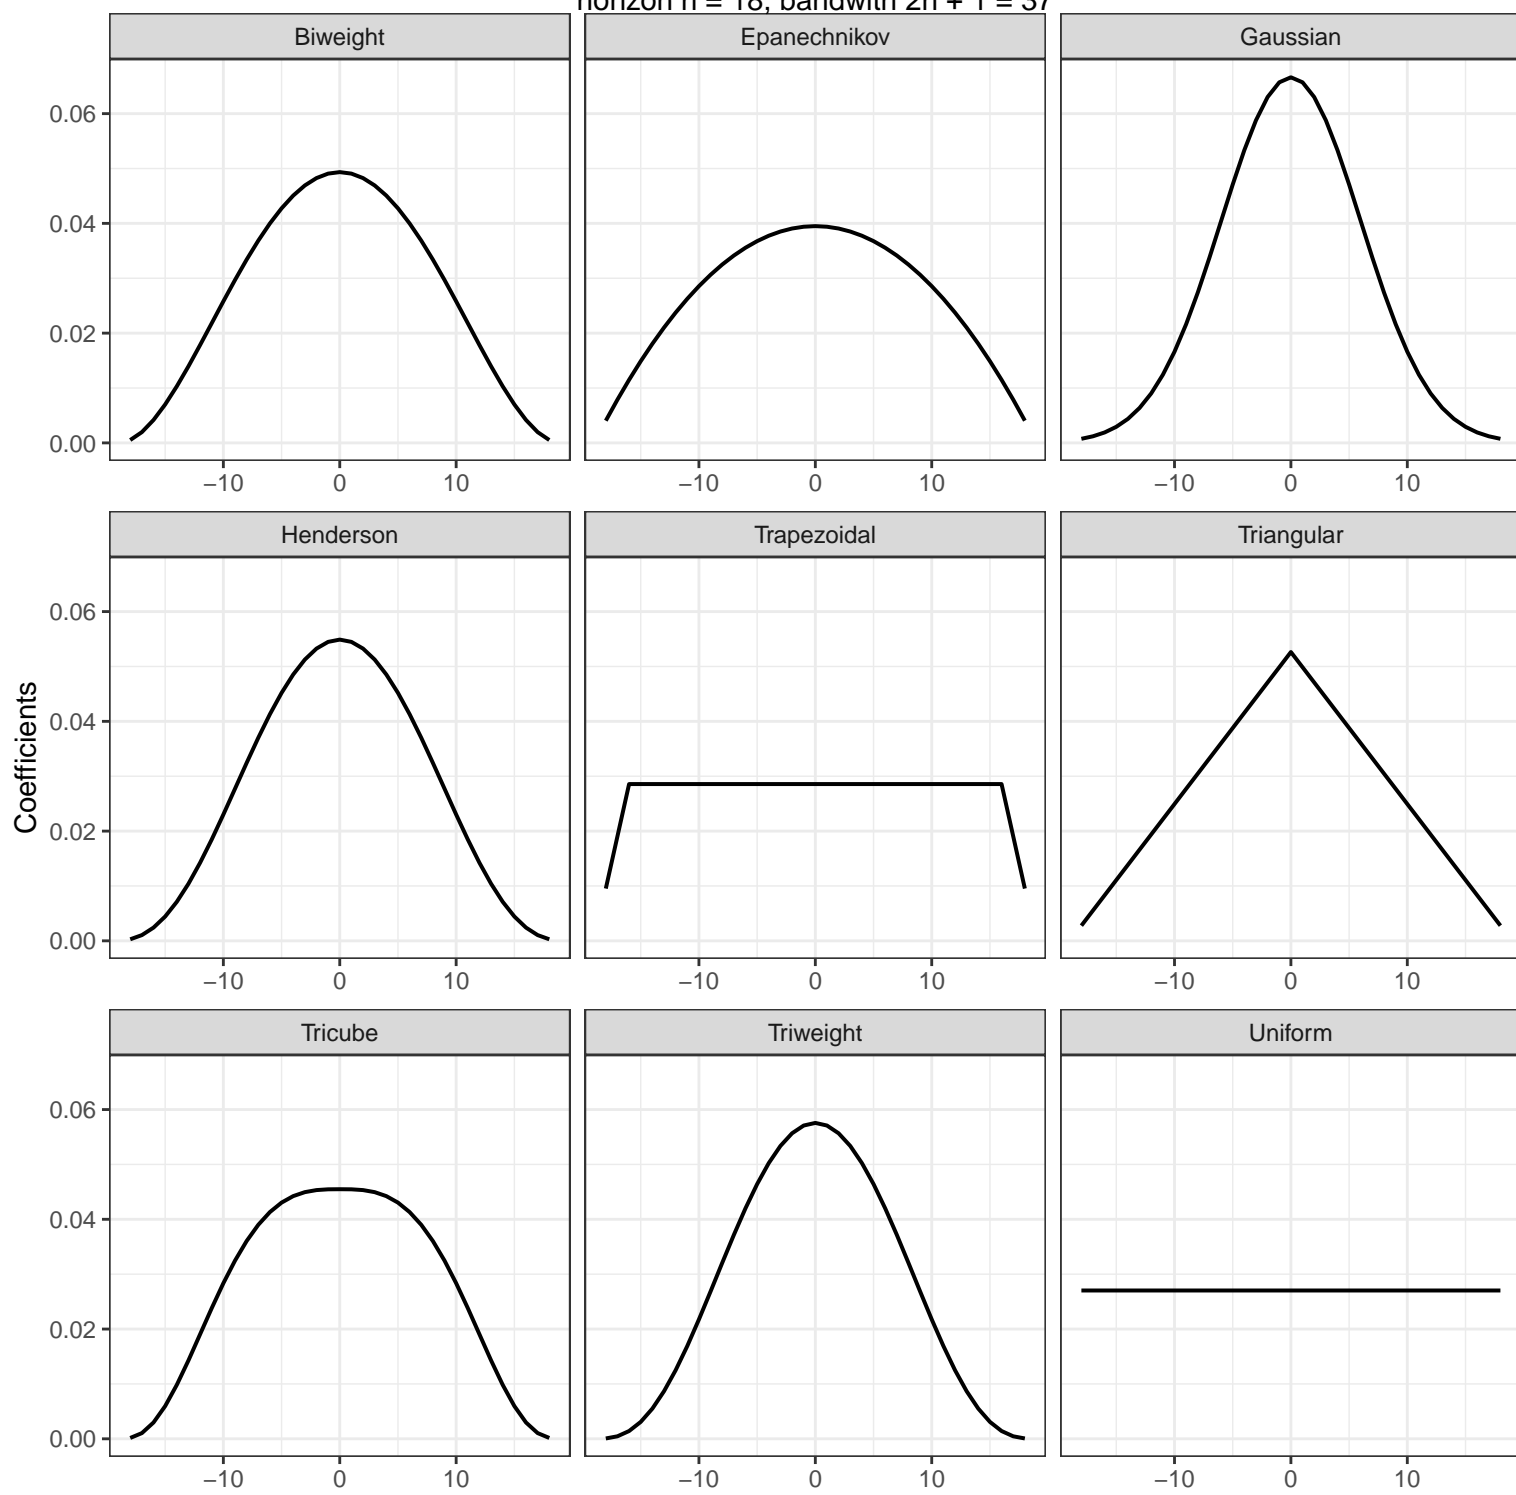 horizon h = 18, bandwith 2h + 1 = 37
Biweight Epanechnikov Gaussian
0.06
0.04
0.02
0.00
−10 0 10 −10 0 10 −10 0 10
Henderson Trapezoidal Triangular
0.06
0.04
0.02
0.00
Coefficients
−10 0 10 −10 0 10 −10 0 10
Tricube Triweight Uniform
0.06
0.04
0.02
0.00
−10 0 10 −10 0 10 −10 0 10